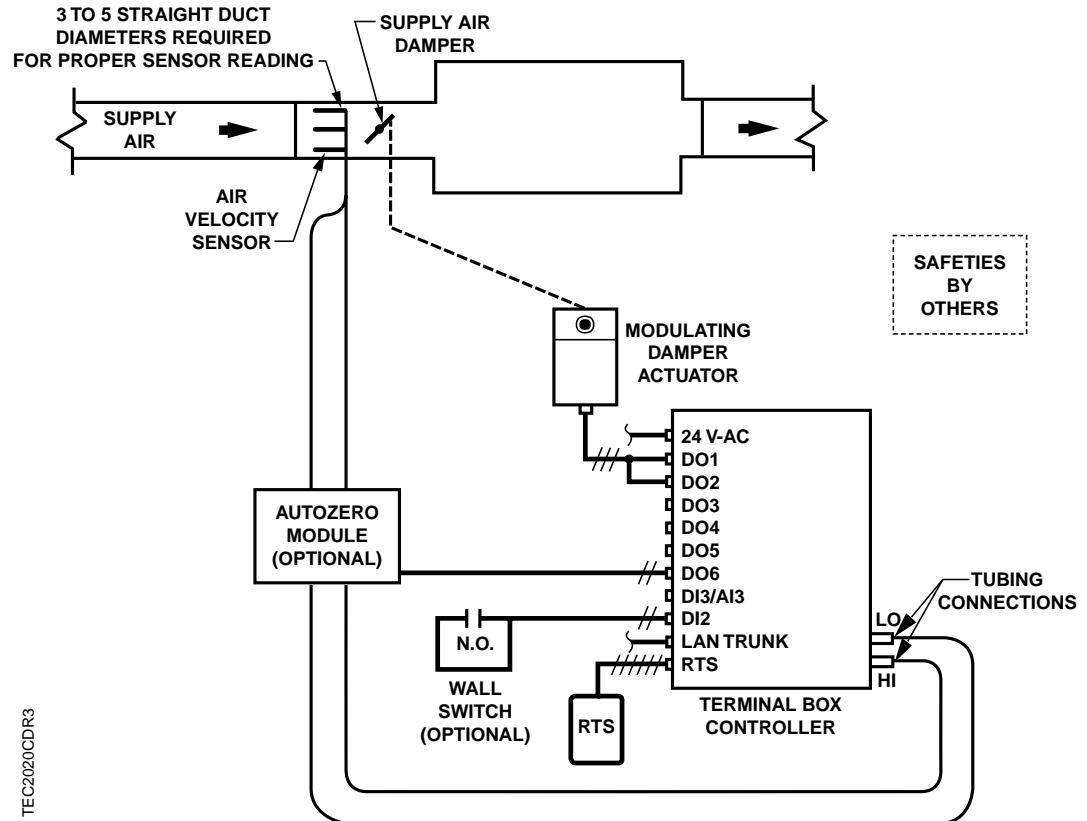 3 TO 5 STRAIGHT DUCT
DIAMETERS REQUIRED
FOR PROPER SENSOR READING
SUPPLY AIR
DAMPER
SUPPLY
AIR
AIR
VELOCITY
SENSOR
SAFETIES
BY
OTHERS
MODULATING
DAMPER
ACTUATOR
24 V-AC
DO1
DO2
DO3
DO4
DO5
DO6
DI3/AI3
DI2
LAN TRUNK
RTS
AUTOZERO
MODULE
(OPTIONAL)
TUBING
CONNECTIONS
LO
HI
N.O.
WALL
SWITCH
(OPTIONAL)
RTS
TERMINAL BOX
CONTROLLER
TEC2020CDR3